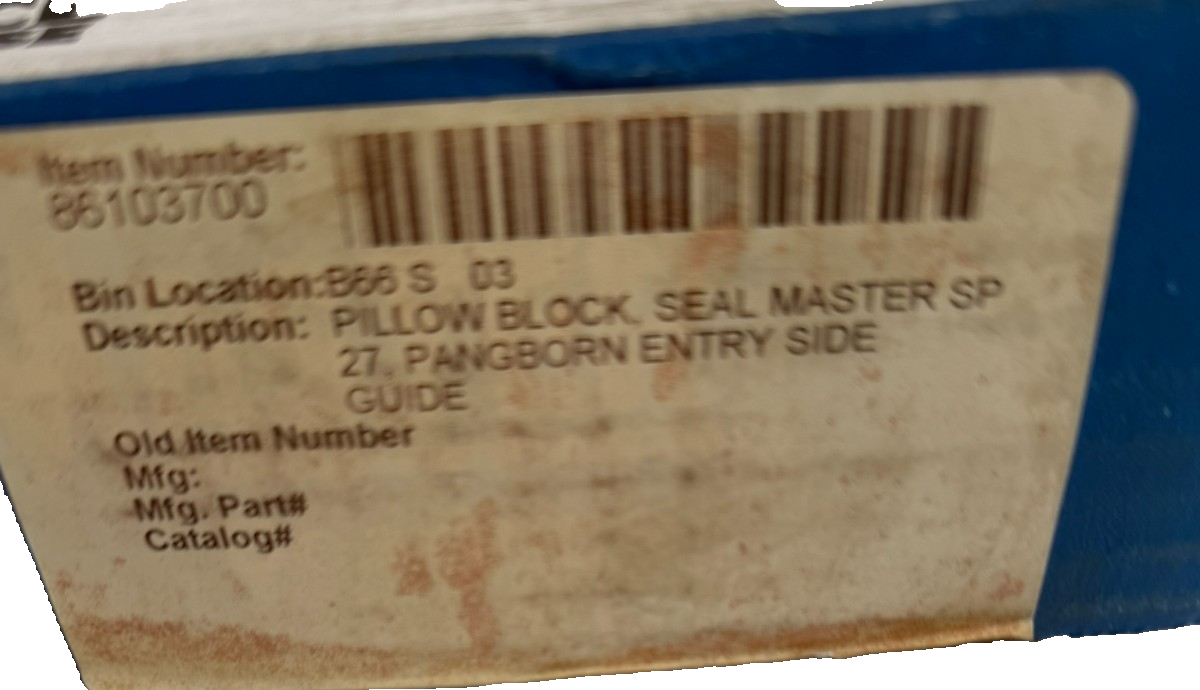 Item Number:
86103700
Bin Location:B66 S 03
Description: PILLOW BLOCK, SEAL MASTER SP
27, PANGBORN ENTRY SIDE
GUIDE
Old Item Number
Mfg:
Mfg. Part#
Catalog#